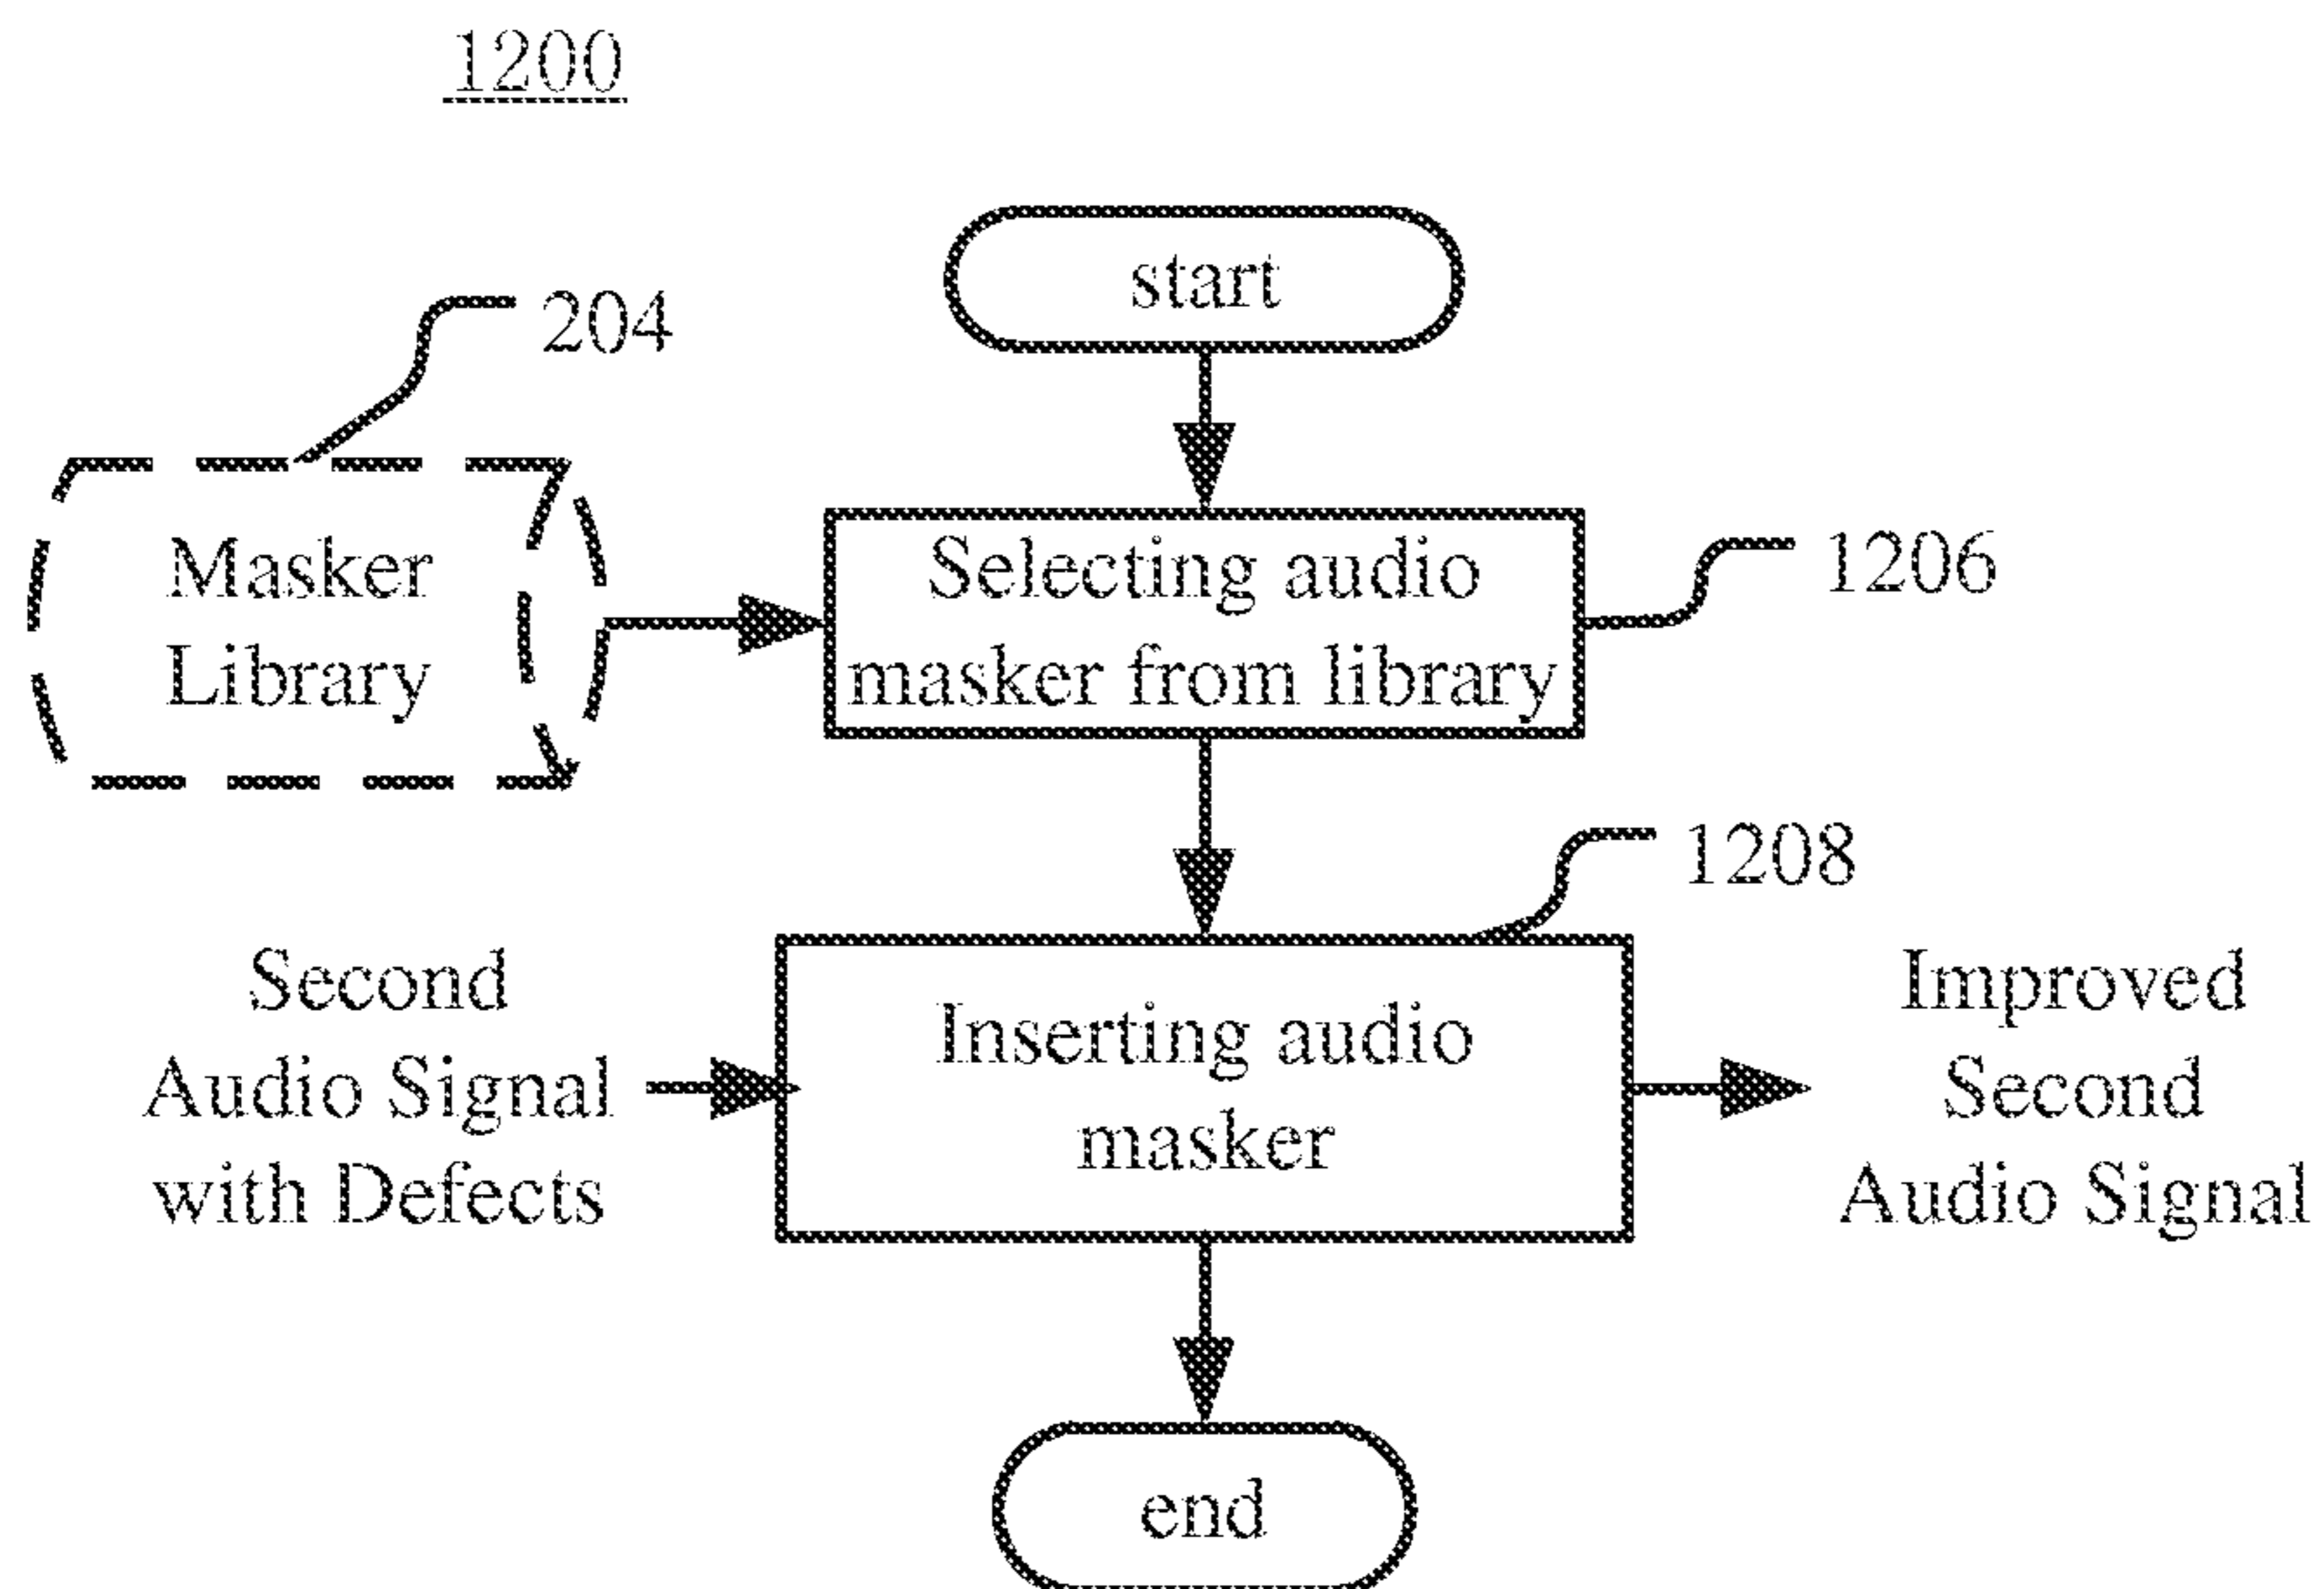 1200
start
204
Masker
Library
Selecting audio
masker from library
1206
1208
Second
Audio Signal
with Defects
Inserting audio
masker
Improved
Second
Audio Signal
end